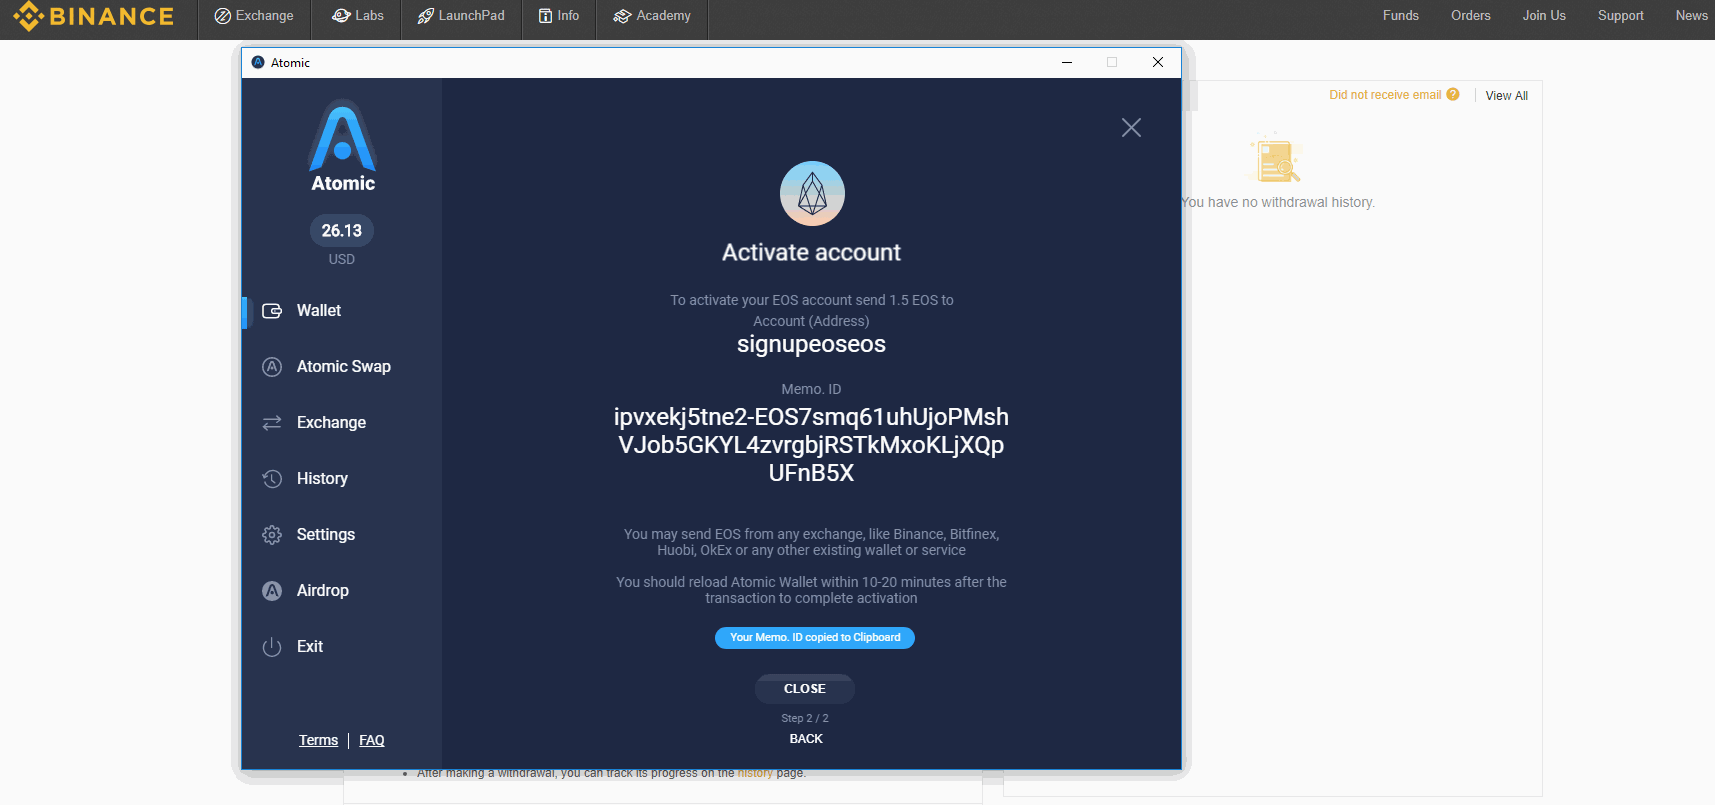 BINANCE
Exchange
Labs
LaunchPad
Info
Academy
Funds
Orders
Join Us
Support
News
Atomic
Did not receive email ?
View All
You have no withdrawal history.
Atomic
26.13
USD
Wallet
Atomic Swap
Exchange
History
Settings
Airdrop
Exit
Terms | FAQ
Activate account
To activate your EOS account send 1.5 EOS to
Account (Address)
signupeoseos
Memo. ID
ipvxekj5tne2-EOS7smq61uhUjoPMsh
VJob5GKYL4zvrgbjRSTkMxoKLjXQp
UFnB5X
You may send EOS from any exchange, like Binance, Bitfinex,
Huobi, OkEx or any other existing wallet or service
You should reload Atomic Wallet within 10-20 minutes after the
transaction to complete activation
Your Memo. ID copied to Clipboard
CLOSE
Step 2 / 2
BACK
• After making a withdrawal, you can track its progress on the history page.